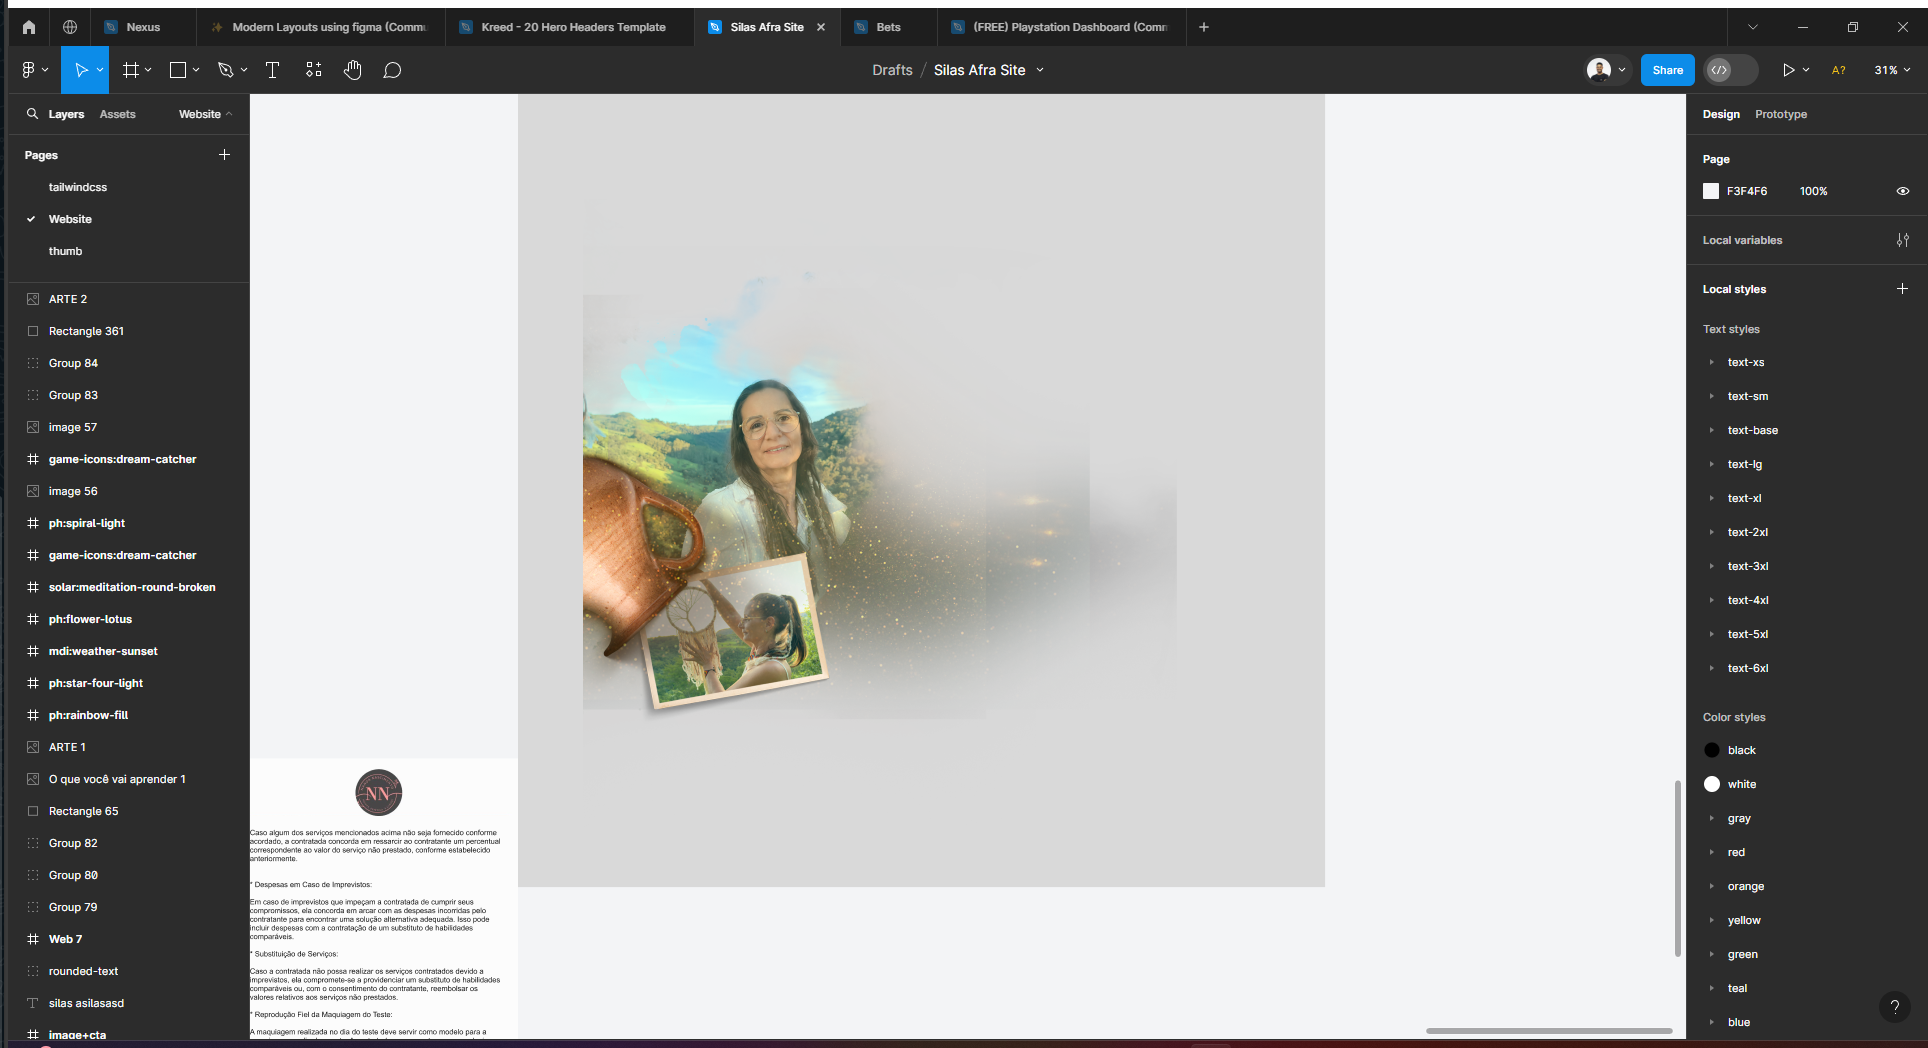 Nexus
Modern Layouts using figma (Commu
Kreed - 20 Hero Headers Template
Silas Afra Site
Bets
(FREE) Playstation Dashboard (Comm
Drafts / Silas Afra Site
Share
A?
31%
Layers
Assets
Website
Design
Prototype
Pages
tailwindcss
Website
thumb
ARTE 2
Rectangle 361
Group 84
Group 83
image 57
game-icons:dream-catcher
image 56
ph:spiral-light
game-icons:dream-catcher
solar:meditation-round-broken
ph:flower-lotus
mdi:weather-sunset
ph:star-four-light
ph:rainbow-fill
ARTE 1
O que você vai aprender 1
Rectangle 65
Group 82
Group 80
Group 79
Web 7
rounded-text
silas asilasasd
image+cta
NN
Caso algum dos serviços mencionados acima não seja fornecido conforme
acordado, a contratada concorda em ressarcir ao contratante um percentual
correspondente ao valor do serviço não prestado, conforme estabelecido
anteriormente.
* Despesas em Caso de Imprevistos:
Em caso de imprevistos que impeçam a contratada de cumprir seus
compromissos, ela concorda em arcar com as despesas incorridas pelo
contratante para encontrar uma solução alternativa adequada. Isso pode
incluir despesas com a contratação de um substituto de habilidades
comparáveis.
* Substituição de Serviços:
Caso a contratada não possa realizar os serviços contratados devido a
imprevistos, ela compromete-se a providenciar um substituto de habilidades
comparáveis ou, com o consentimento do contratante, reembolsar os
valores relativos aos serviços não prestados.
* Reprodução Fiel da Maquiagem do Teste:
A maquiagem realizada no dia do teste deve servir como modelo para a
Page
F3F4F6
100%
Local variables
Local styles
Text styles
text-xs
text-sm
text-base
text-lg
text-xl
text-2xl
text-3xl
text-4xl
text-5xl
text-6xl
Color styles
black
white
gray
red
orange
yellow
green
teal
blue
?